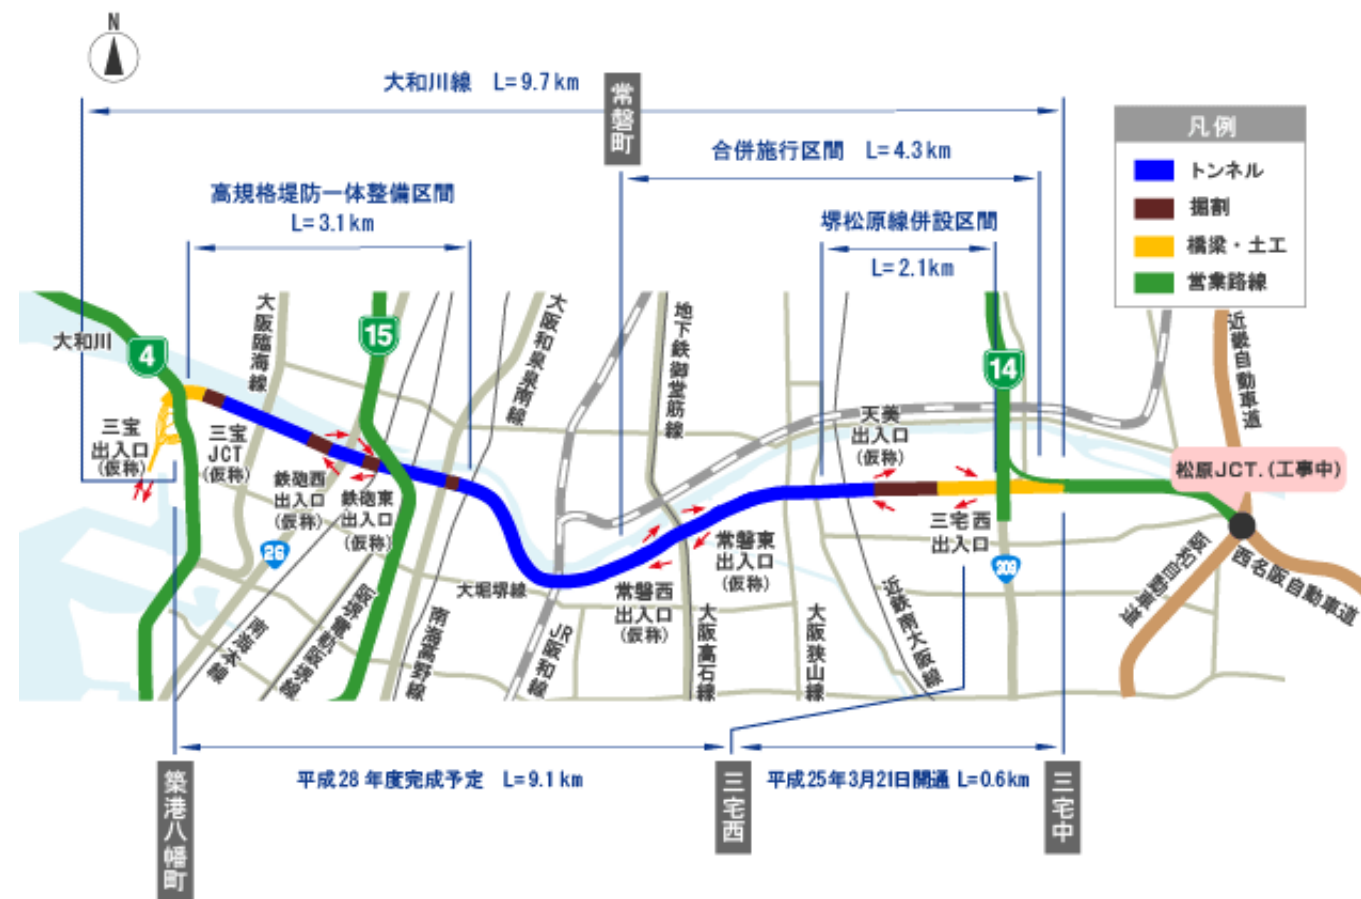 N
大和川線 L=9.7km
常磐町
合併施行区間 L=4.3km
高規格堤防一体整備区間
L=3.1km
堺松原線併設区間
L=2.1km
凡例
トンネル
掘割
橋梁・土工
営業路線
大和川
4
大阪臨海線
15
大阪和泉泉南線
地下鉄御堂筋線
14
近畿自動車道
三宝
出入口
(仮称)
三宝
JCT
(仮称)
鉄砲西
出入口
(仮称)
鉄砲東
出入口
(仮称)
天美
出入口
(仮称)
松原JCT.(工事中)
三宅西
出入口
常磐東
出入口
(仮称)
常磐西
出入口
(仮称)
26
309
大堀堺線
南海本線
阪堺電軌阪堺線
南海高野線
JR阪和線
大阪高石線
大阪狭山線
近鉄南大阪線
阪和自動車道
西名阪自動車道
平成28年度完成予定 L=9.1km
平成25年3月21日開通 L=0.6km
築港八幡町
三宅西
三宅中